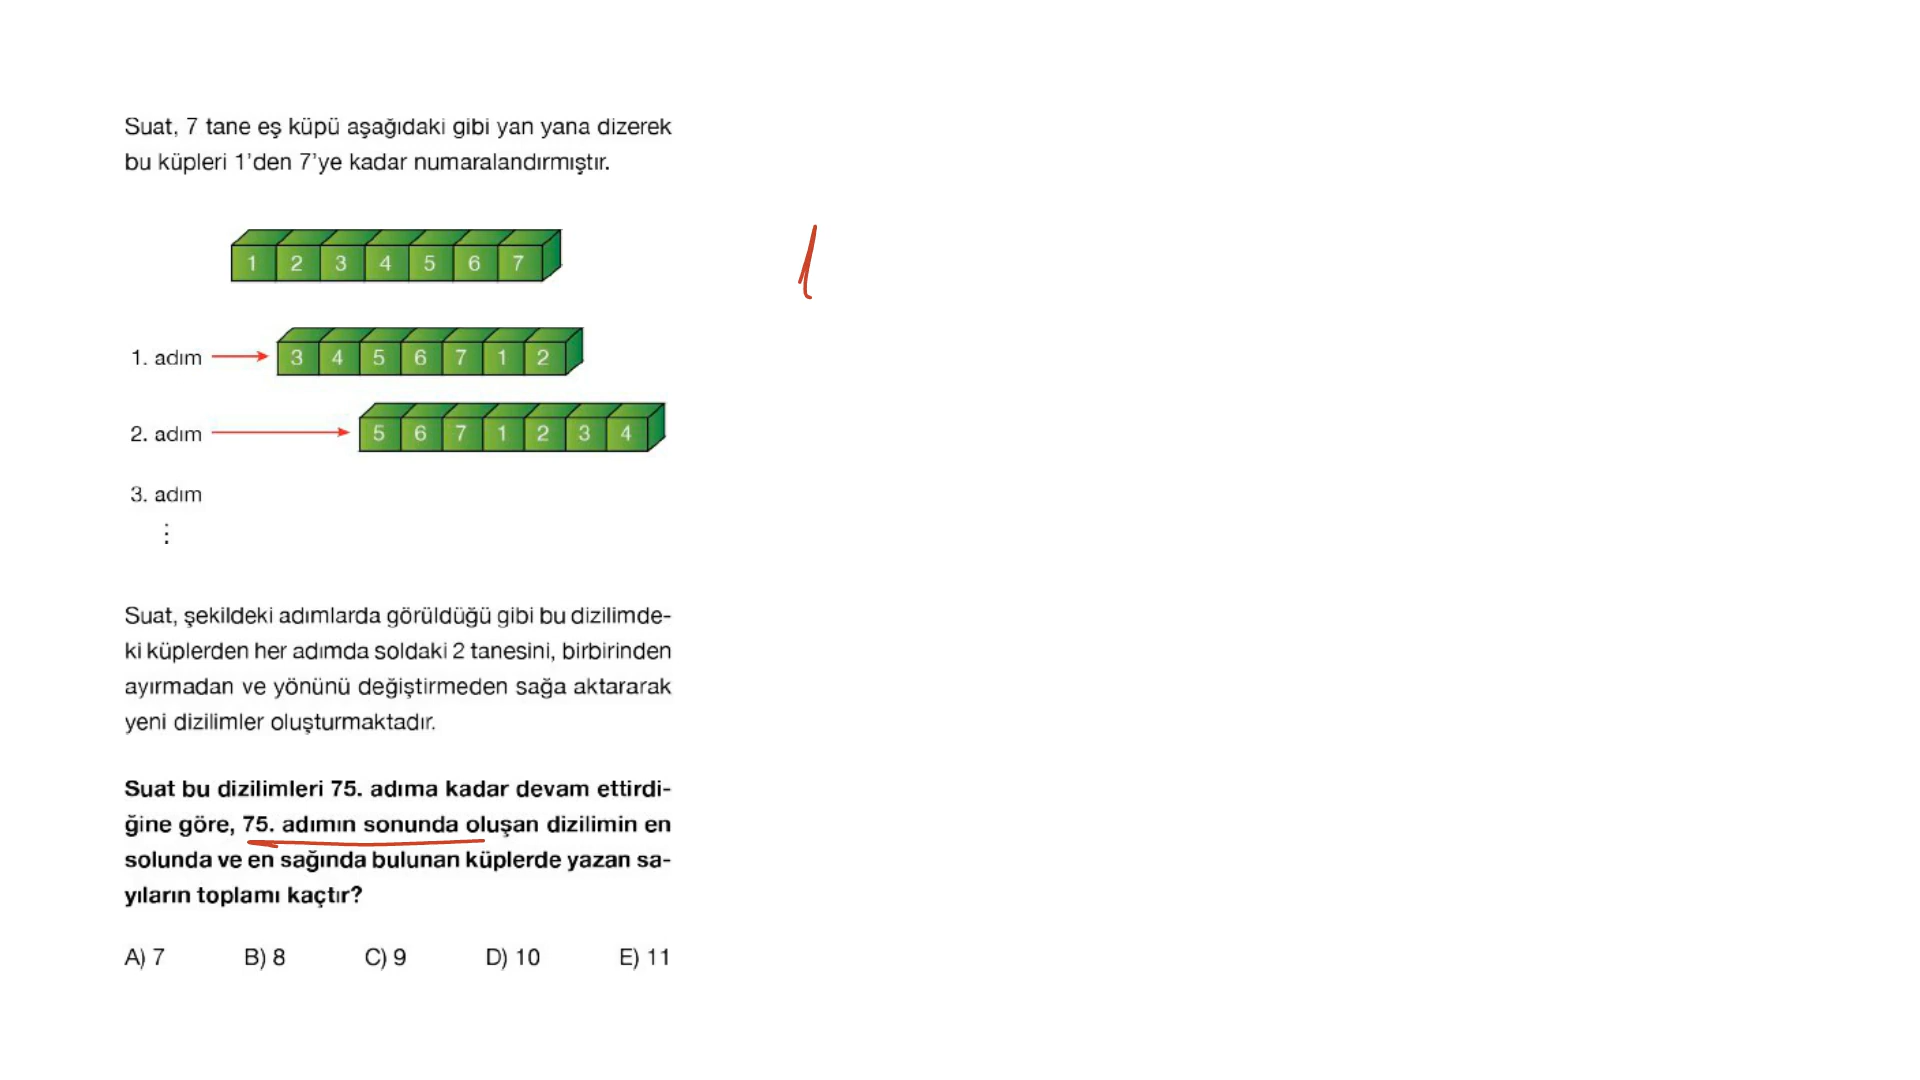 Suat, 7 tane eş küpü aşağıdaki gibi yan yana dizerek
bu küpleri 1'den 7'ye kadar numaralandırmıştır.
1 2 3 4 5 6 7
1. adım 3 4 5 6 7 1 2
2. adım 5 6 7 1 2 3 4
3. adım
⋮
Suat, şekildeki adımlarda görüldüğü gibi bu dizilimde-
ki küplerden her adımda soldaki 2 tanesini, birbirinden
ayırmadan ve yönünü değiştirmeden sağa aktararak
yeni dizilimler oluşturmaktadır.
Suat bu dizilimleri 75. adıma kadar devam ettirdi-
ğine göre, 75. adımın sonunda oluşan dizilimin en
solunda ve en sağında bulunan küplerde yazan sa-
yıların toplamı kaçtır?
A) 7 B) 8 C) 9 D) 10 E) 11